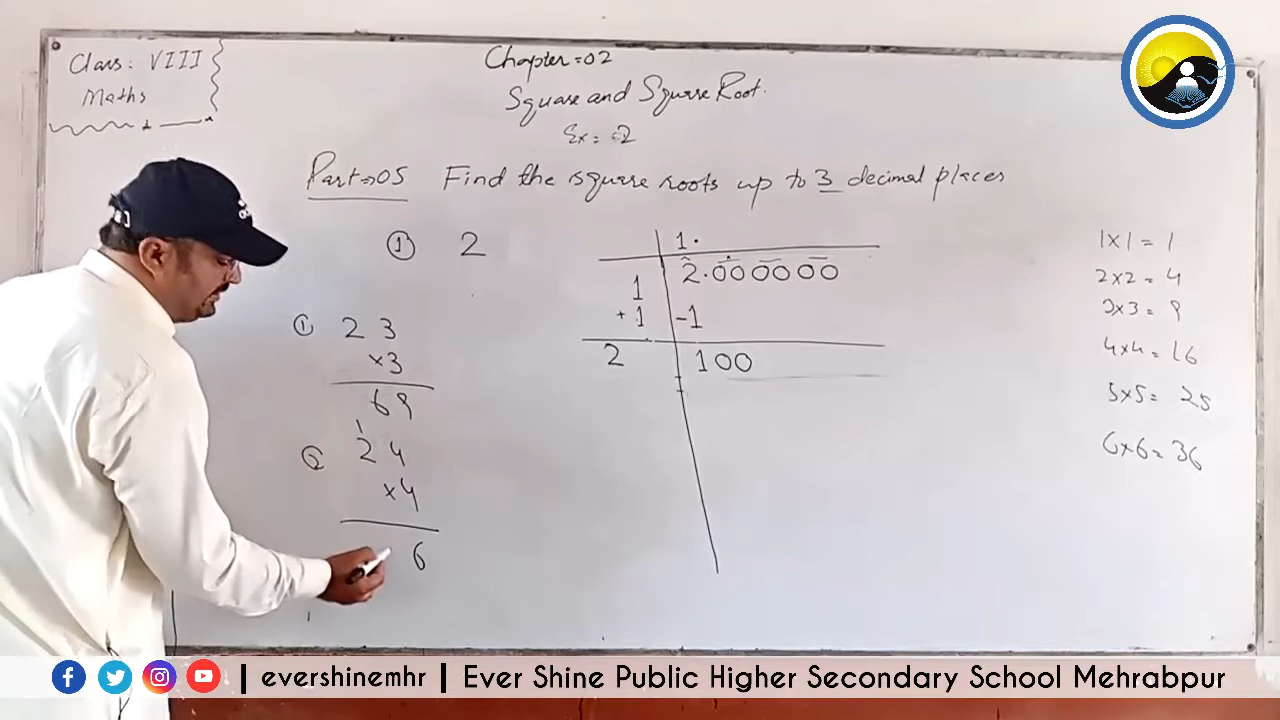 Class: VIII
Maths
Chapter = 02
Square and Square Root.
Ex = 2
Part => 05 Find the square roots up to 3 decimal places
① 2
1.
2.000000
1
+1 -1
2 100
① 23
×3
69
1
② 24
×4
6
1×1 = 1
2×2 = 4
3×3 = 9
4×4 = 16
5×5 = 25
6×6 = 36
| evershinemhr | Ever Shine Public Higher Secondary School Mehrabpur